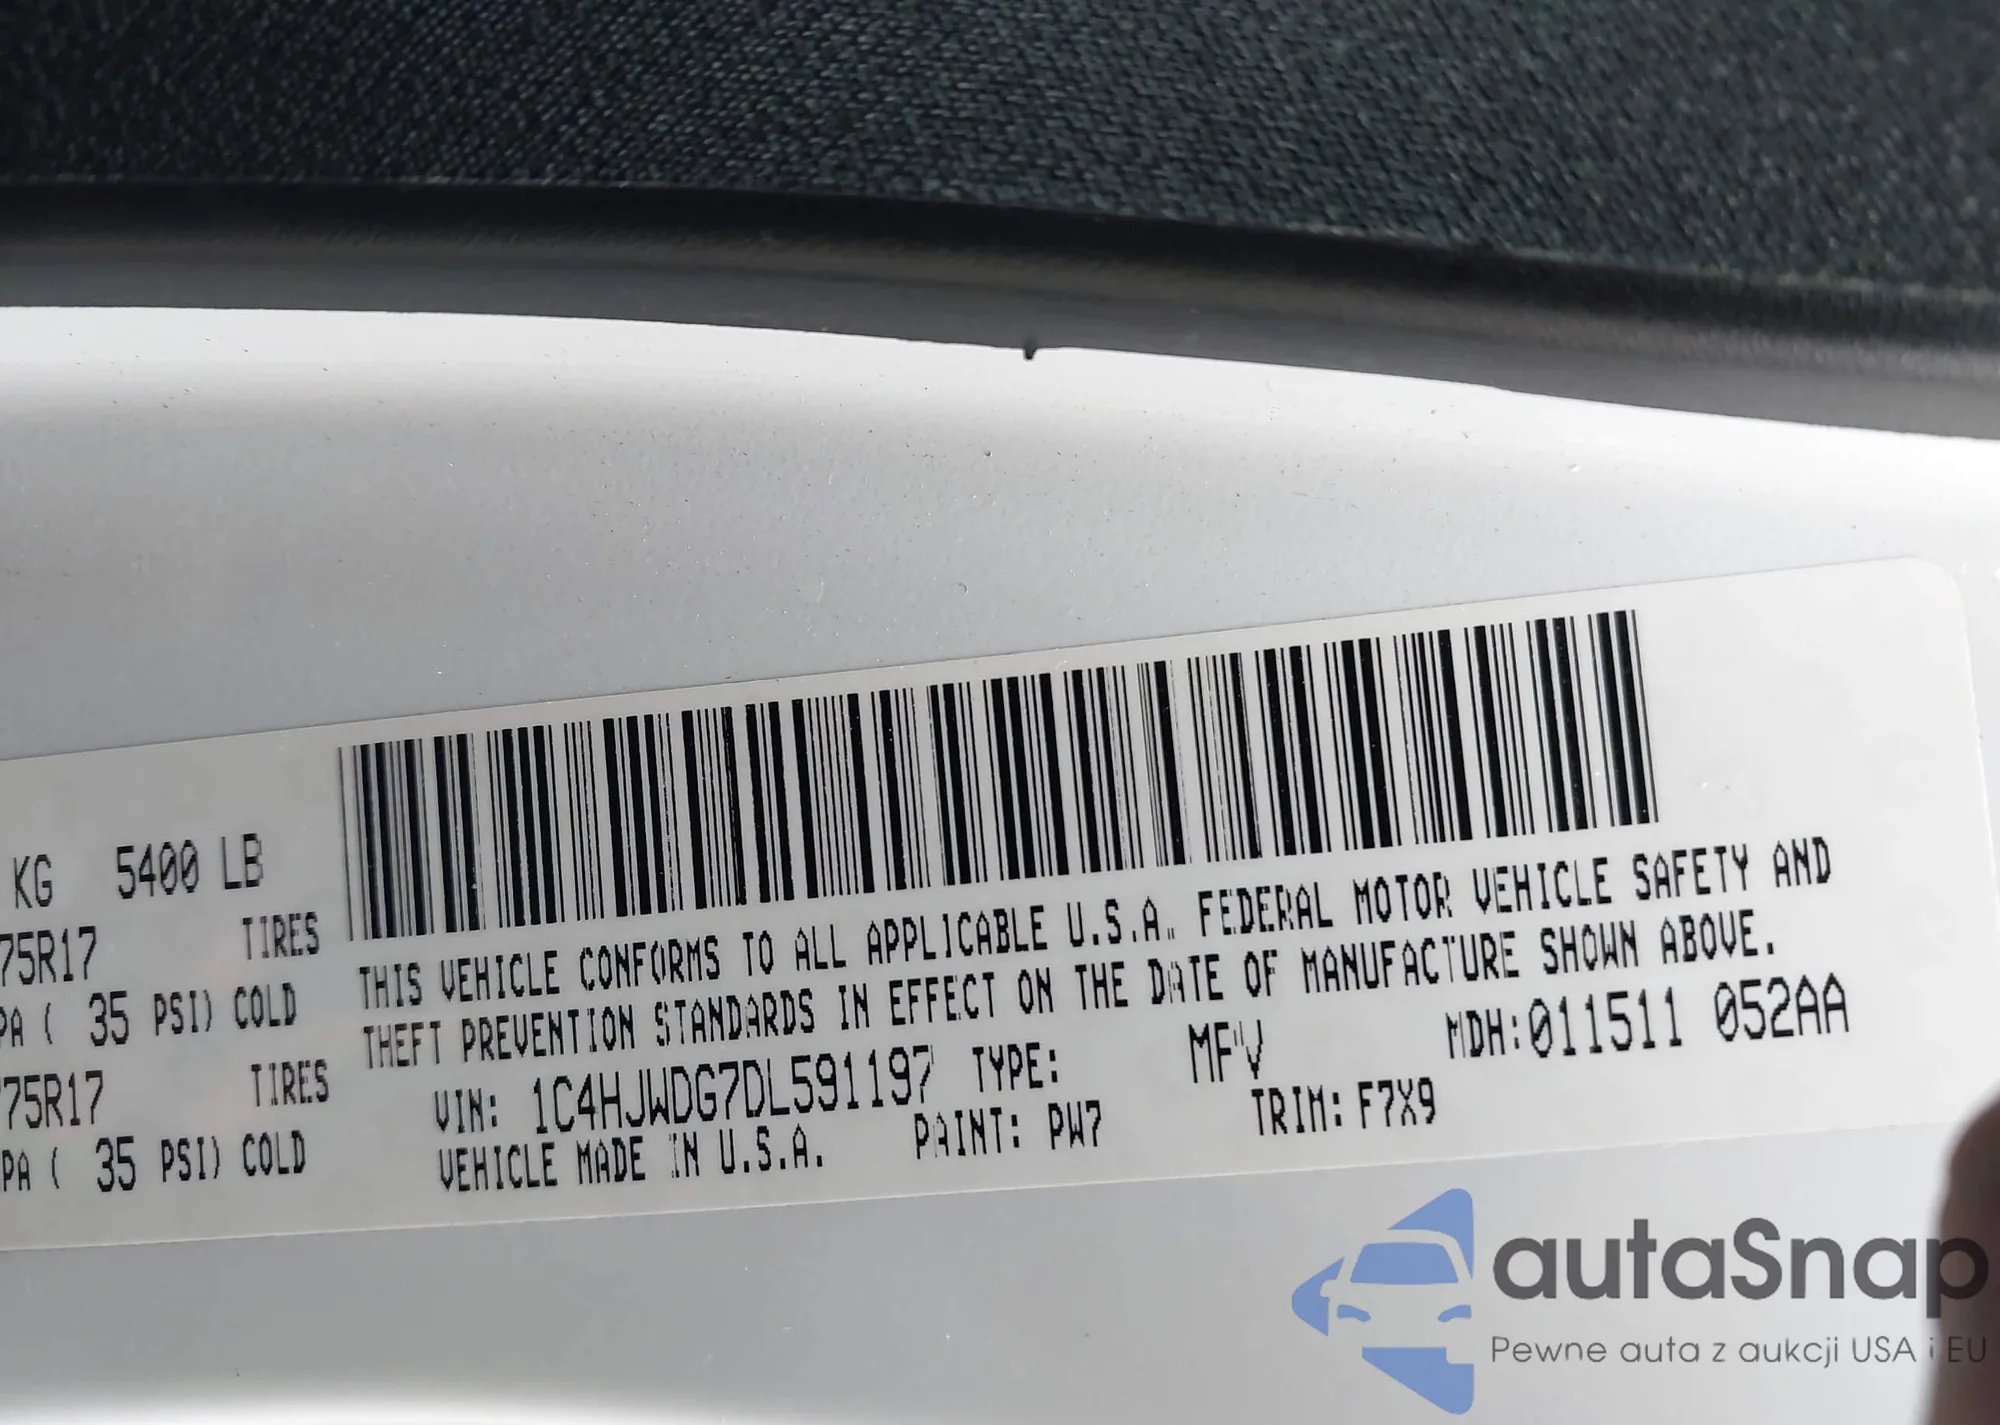 KG 5400 LB
75R17 TIRES
PA ( 35 PSI) COLD
75R17 TIRES
PA ( 35 PSI) COLD
THIS VEHICLE CONFORMS TO ALL APPLICABLE U.S.A. FEDERAL MOTOR VEHICLE SAFETY AND
THEFT PREVENTION STANDARDS IN EFFECT ON THE DATE OF MANUFACTURE SHOWN ABOVE.
VIN: 1C4HJWDG7DL591197 TYPE: MPV MDH:011511 052AA
VEHICLE MADE IN U.S.A. PAINT: PW7 TRIM: F7X9
autaSnap
Pewne auta z aukcji USA i EU